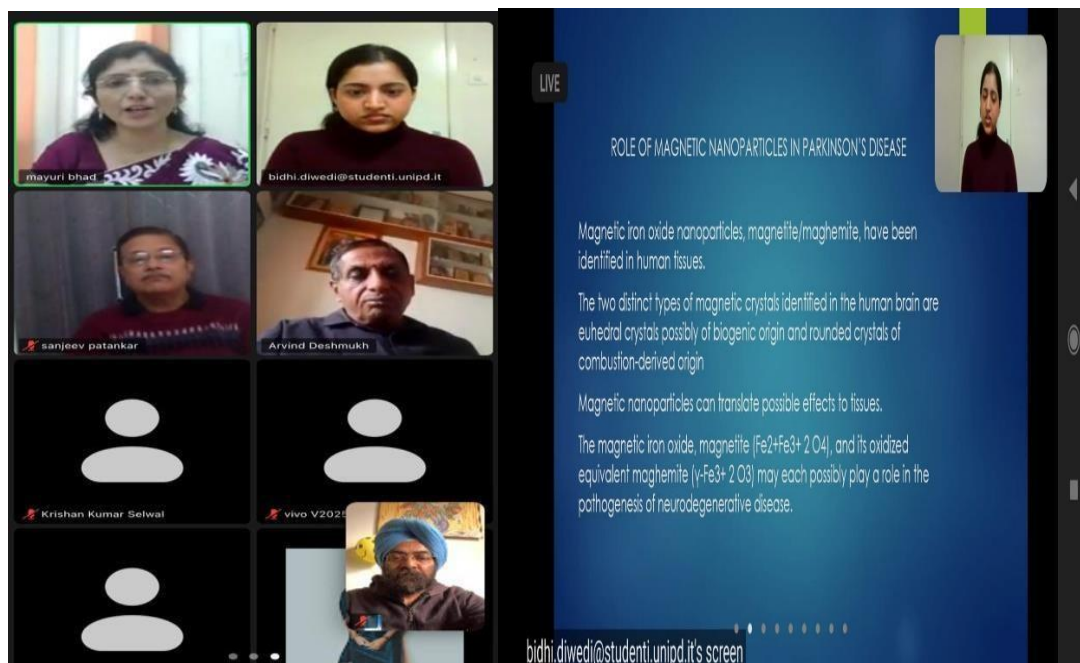 mayuri bhad
bidhi.diwedi@studenti.unipd.it
sanjeev patankar
Arvind Deshmukh
Krishan Kumar Selwal
vivo V2025
LIVE
ROLE OF MAGNETIC NANOPARTICLES IN PARKINSON'S DISEASE
Magnetic iron oxide nanoparticles, magnetite/maghemite, have been
identified in human tissues.
The two distinct types of magnetic crystals identified in the human brain are
euhedral crystals possibly of biogenic origin and rounded crystals of
combustion-derived origin
Magnetic nanoparticles can translate possible effects to tissues.
The magnetic iron oxide, magnetite (Fe2+Fe3+ 2 O4), and its oxidized
equivalent maghemite (γ-Fe3+ 2 O3) may each possibly play a role in the
pathogenesis of neurodegenerative disease.
bidhi.diwedi@studenti.unipd.it's screen